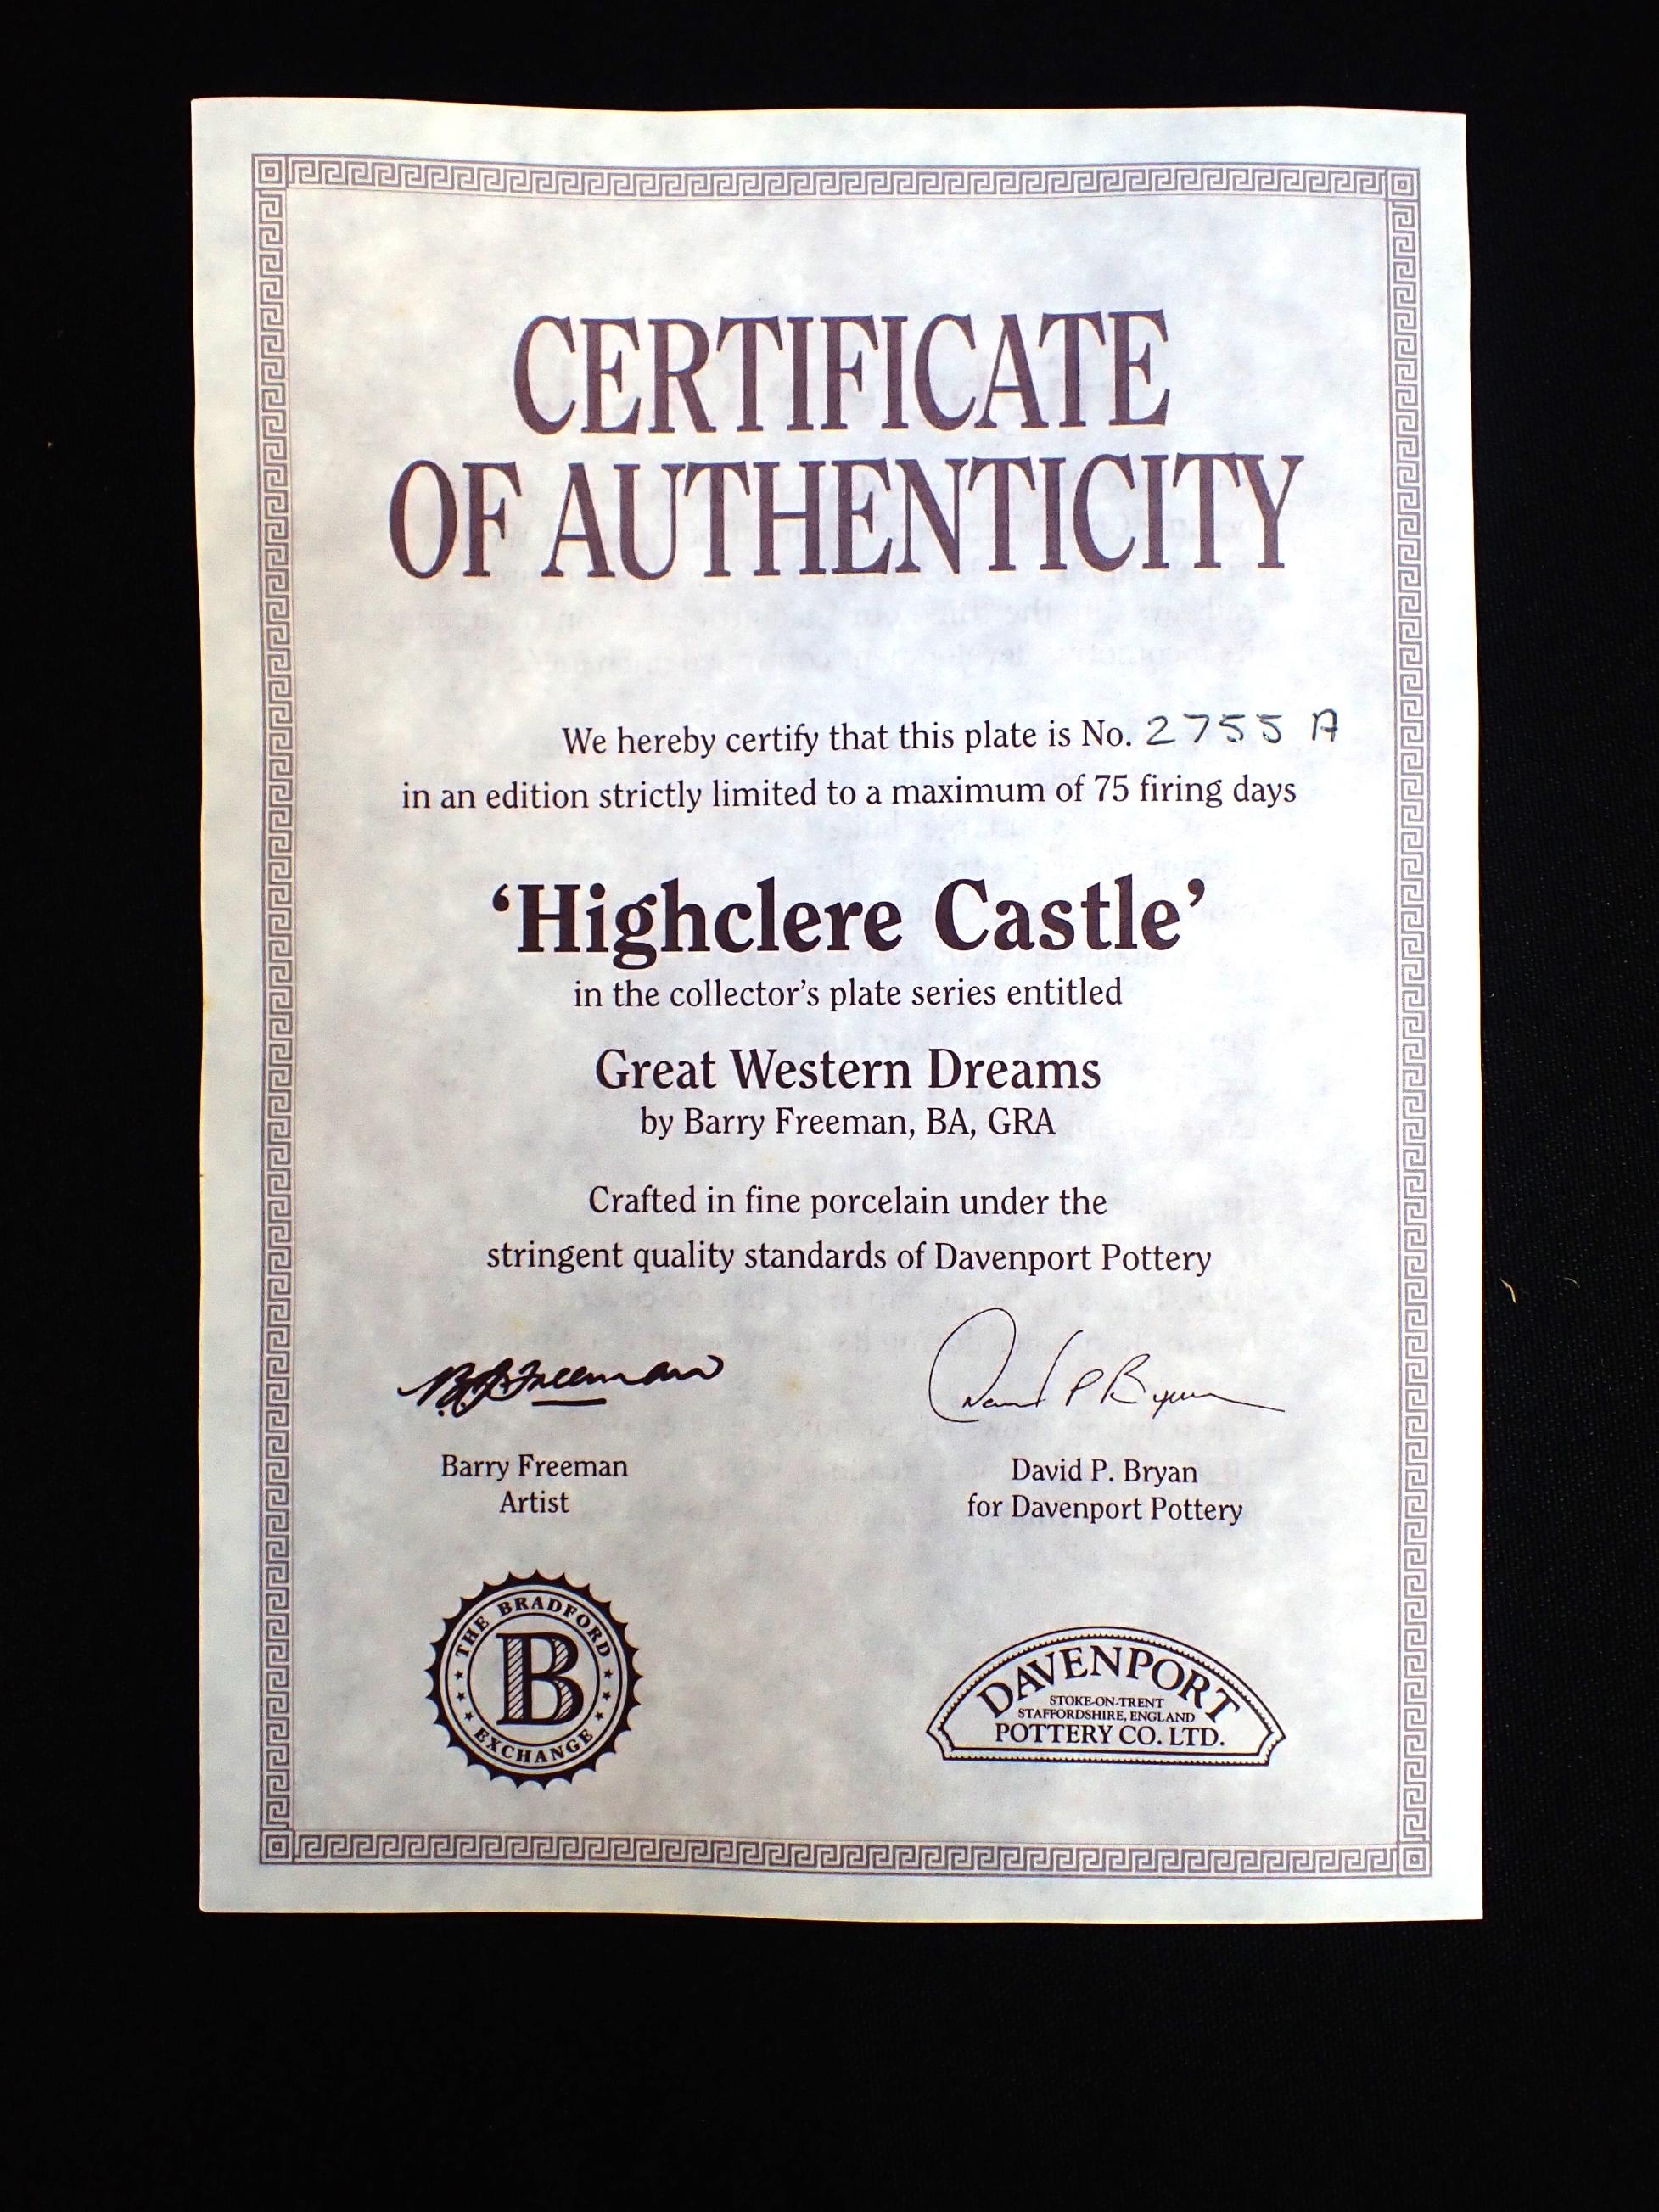 CERTIFICATE
OF AUTHENTICITY
We hereby certify that this plate is No. 2755 A
in an edition strictly limited to a maximum of 75 firing days
‘Highclere Castle’
in the collector’s plate series entitled
Great Western Dreams
by Barry Freeman, BA, GRA
Crafted in fine porcelain under the
stringent quality standards of Davenport Pottery
B.J. Freeman
David P Bryan
Barry Freeman
Artist
David P. Bryan
for Davenport Pottery
THE BRADFORD
B
EXCHANGE
DAVENPORT
STOKE-ON-TRENT
STAFFORDSHIRE, ENGLAND
POTTERY CO. LTD.